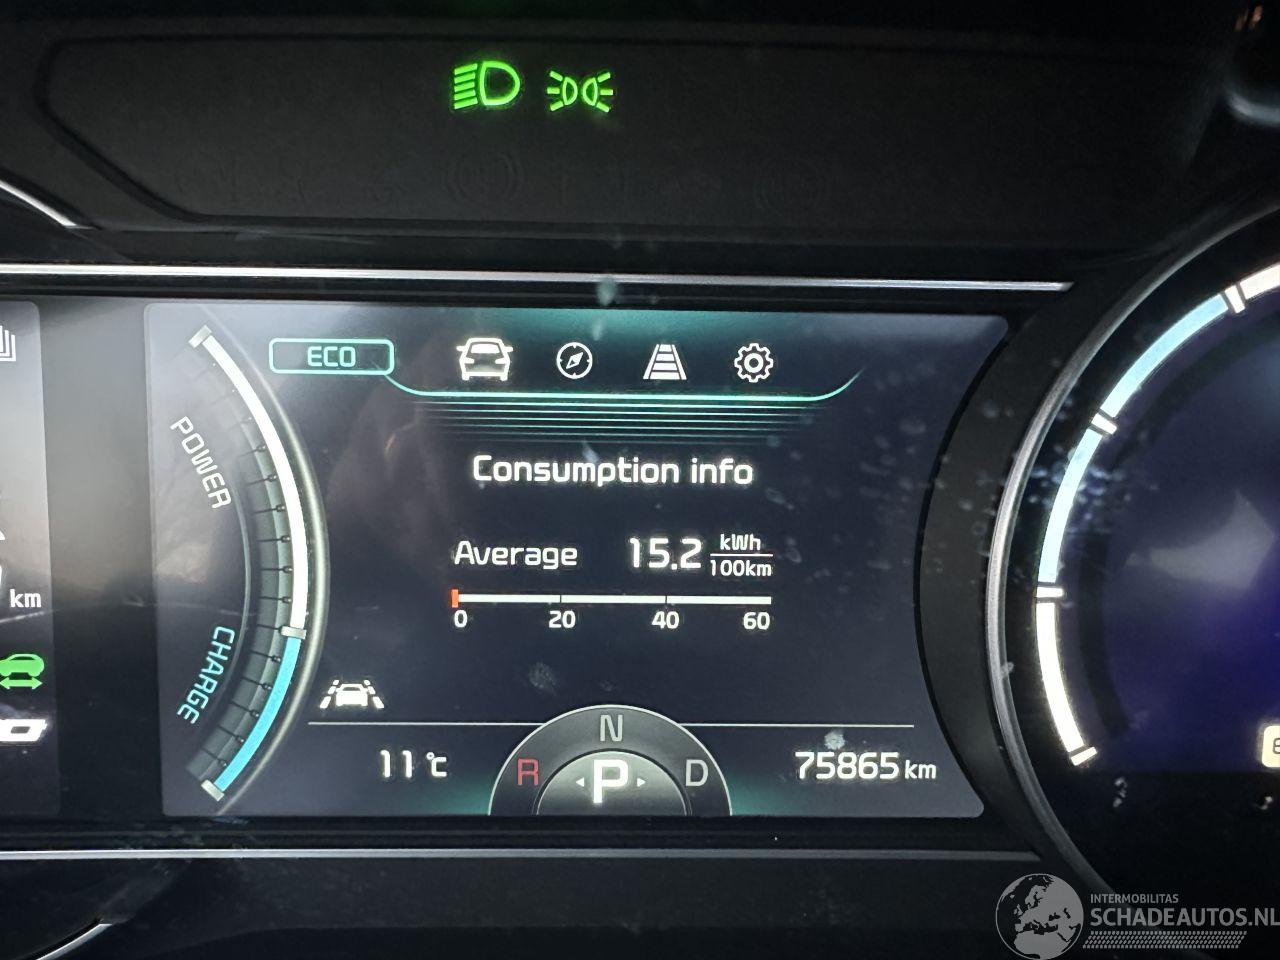 ECO
POWER
Consumption info
Average 15.2 kWh
100km
0 20 40 60
km
CHARGE
N
R P D
11 °C
75865 km
INTERMOBILITAS
SCHADEAUTOS.NL